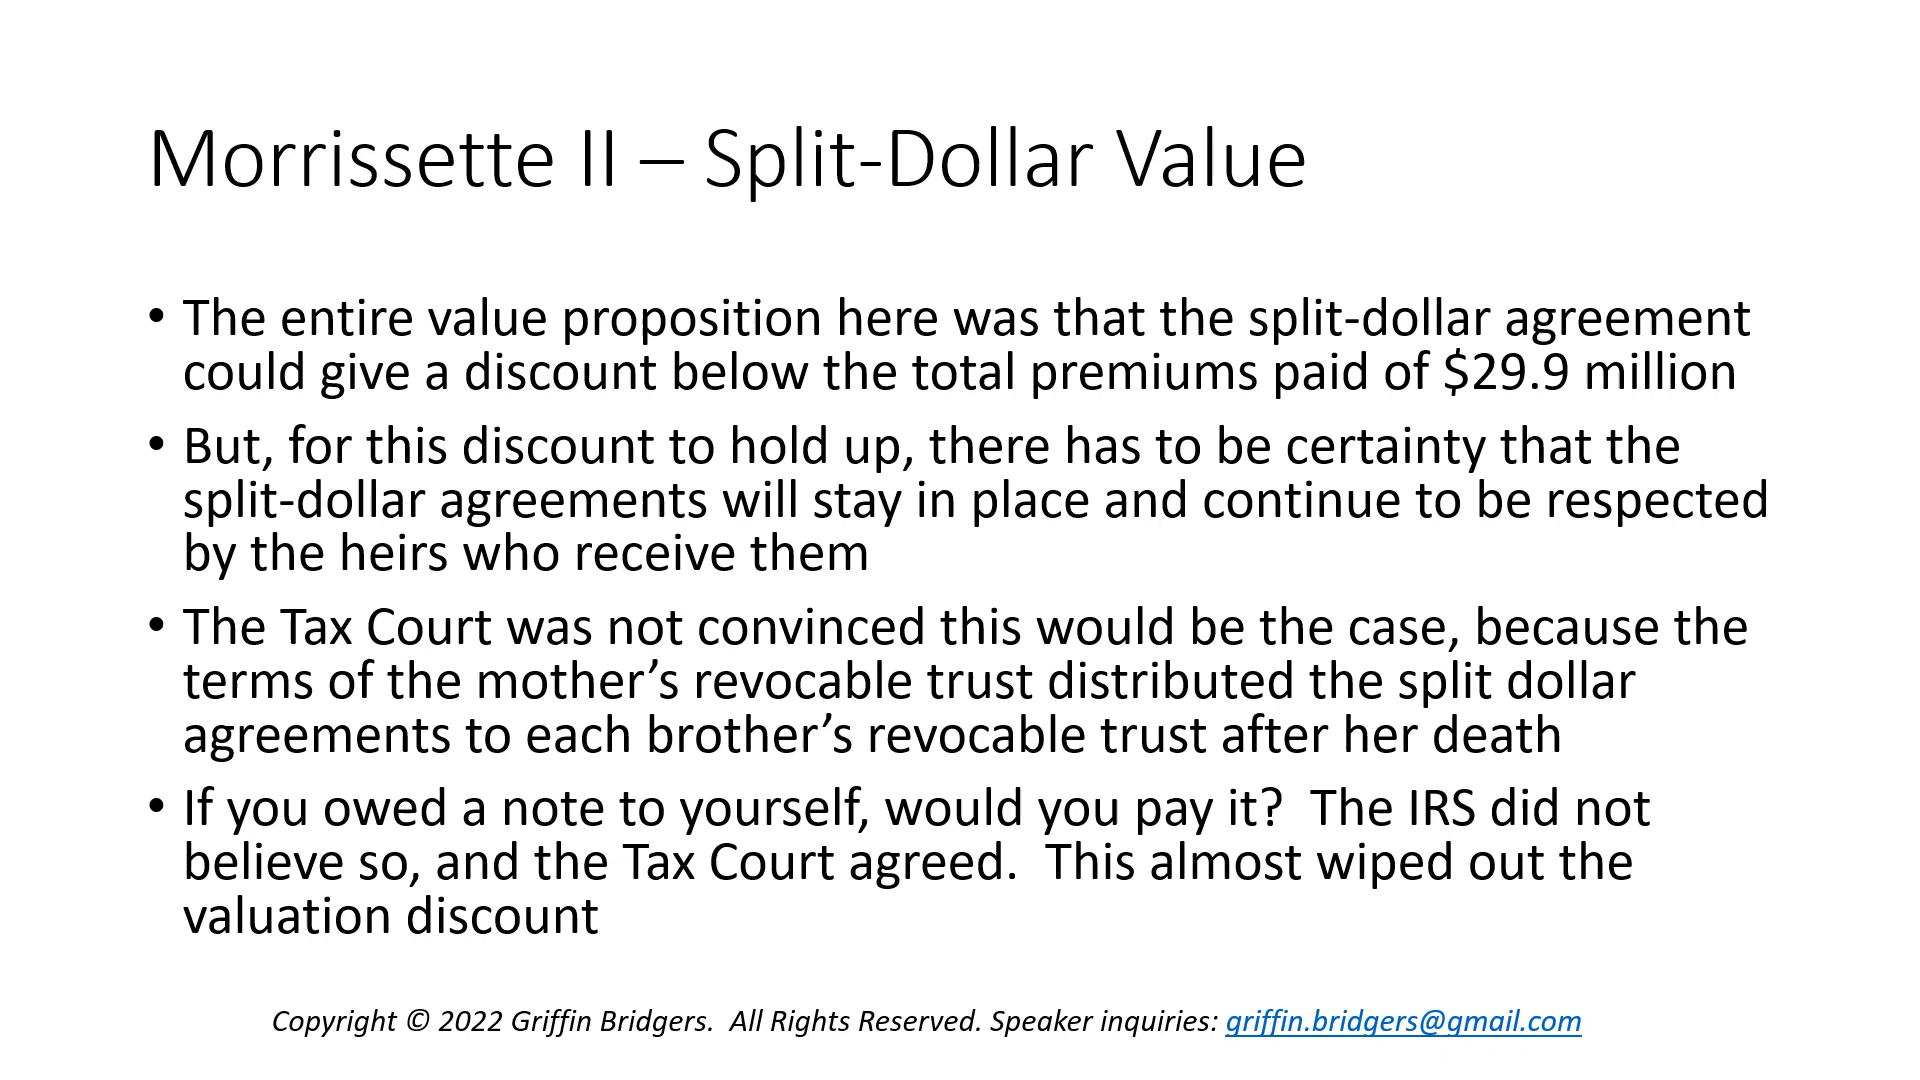 Morrissette II – Split-Dollar Value
• The entire value proposition here was that the split-dollar agreement
could give a discount below the total premiums paid of $29.9 million
• But, for this discount to hold up, there has to be certainty that the
split-dollar agreements will stay in place and continue to be respected
by the heirs who receive them
• The Tax Court was not convinced this would be the case, because the
terms of the mother’s revocable trust distributed the split dollar
agreements to each brother’s revocable trust after her death
• If you owed a note to yourself, would you pay it?  The IRS did not
believe so, and the Tax Court agreed.  This almost wiped out the
valuation discount
Copyright © 2022 Griffin Bridgers.  All Rights Reserved. Speaker inquiries: griffin.bridgers@gmail.com